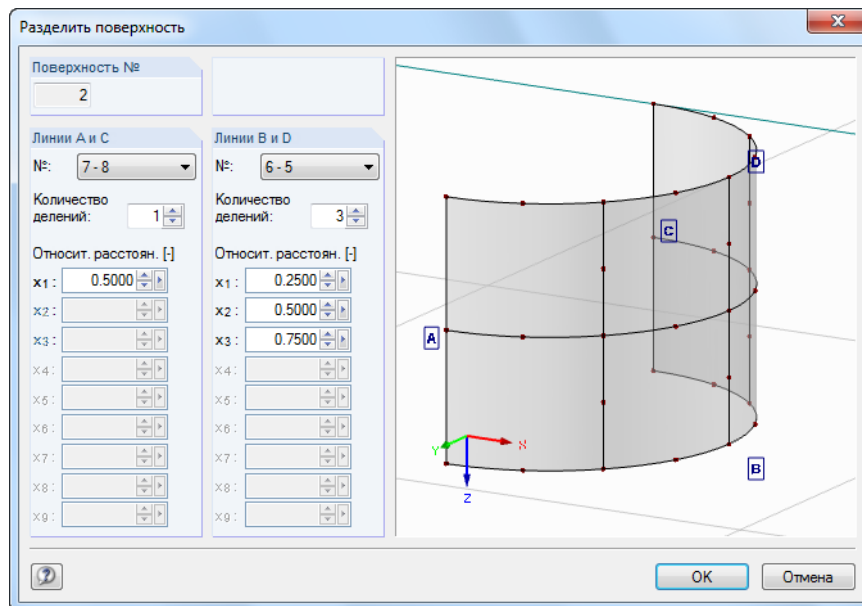 Разделить поверхность
Поверхность №
2
Линии А и С
№: 7 - 8
Количество делений: 1
Относит. расстоян. [-]
x1: 0.5000
x2:
x3:
x4:
x5:
x6:
x7:
x8:
x9:
Линии B и D
№: 6 - 5
Количество делений: 3
Относит. расстоян. [-]
x1: 0.2500
x2: 0.5000
x3: 0.7500
x4:
x5:
x6:
x7:
x8:
x9:
D
C
A
B
Y
X
Z
OK
Отмена